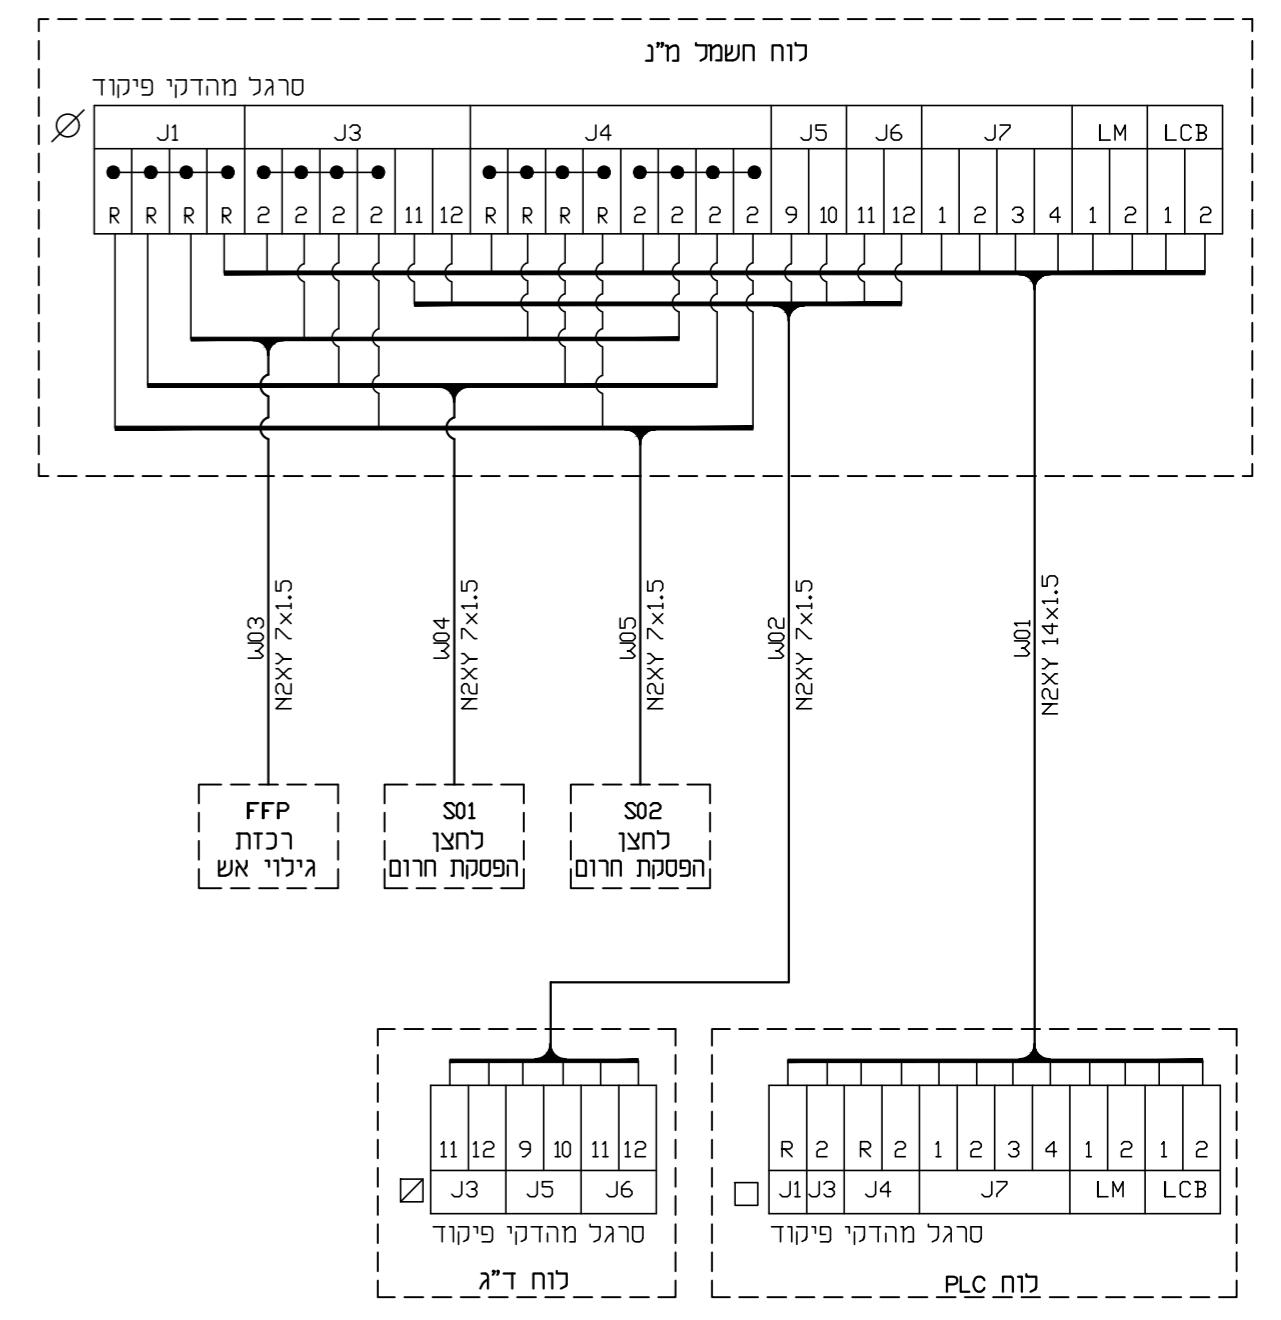 לוח חשמל מ"נ
סרגל מהדקי פיקוד
J1 J3 J4 J5 J6 J7 LM LCB
R R R R 2 2 2 2 11 12 R R R R 2 2 2 2 9 10 11 12 1 2 3 4 1 2 1 2
W03
N2XY 7x1.5
W04
N2XY 7x1.5
W05
N2XY 7x1.5
W02
N2XY 7x1.5
W01
N2XY 14x1.5
FFP
רכזת
גילוי אש
S01
לחצן
הפסקת חרום
S02
לחצן
הפסקת חרום
11 12 9 10 11 12
J3 J5 J6
סרגל מהדקי פיקוד
לוח ד"ג
R 2 R 2 1 2 3 4 1 2 1 2
J1 J3 J4 J7 LM LCB
סרגל מהדקי פיקוד
לוח PLC